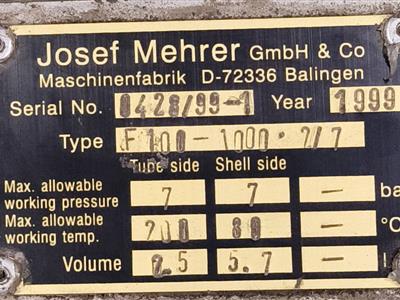 Josef Mehrer GmbH & Co
Maschinenfabrik D-72336 Balingen
Serial No. 0428/99-1 Year 1999
Type F100-1000.7/7
Tube side Shell side
Max. allowable
working pressure 7 7 — ba
Max. allowable
working temp. 200 80 — °C
Volume 2.5 5.7 — l